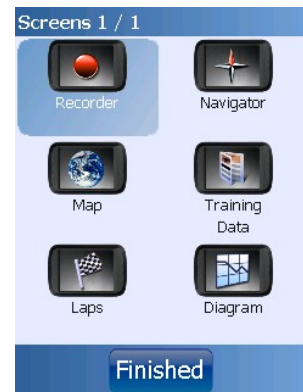 Screens 1 / 1
Recorder
Navigator
Map
Training
Data
Laps
Diagram
Finished